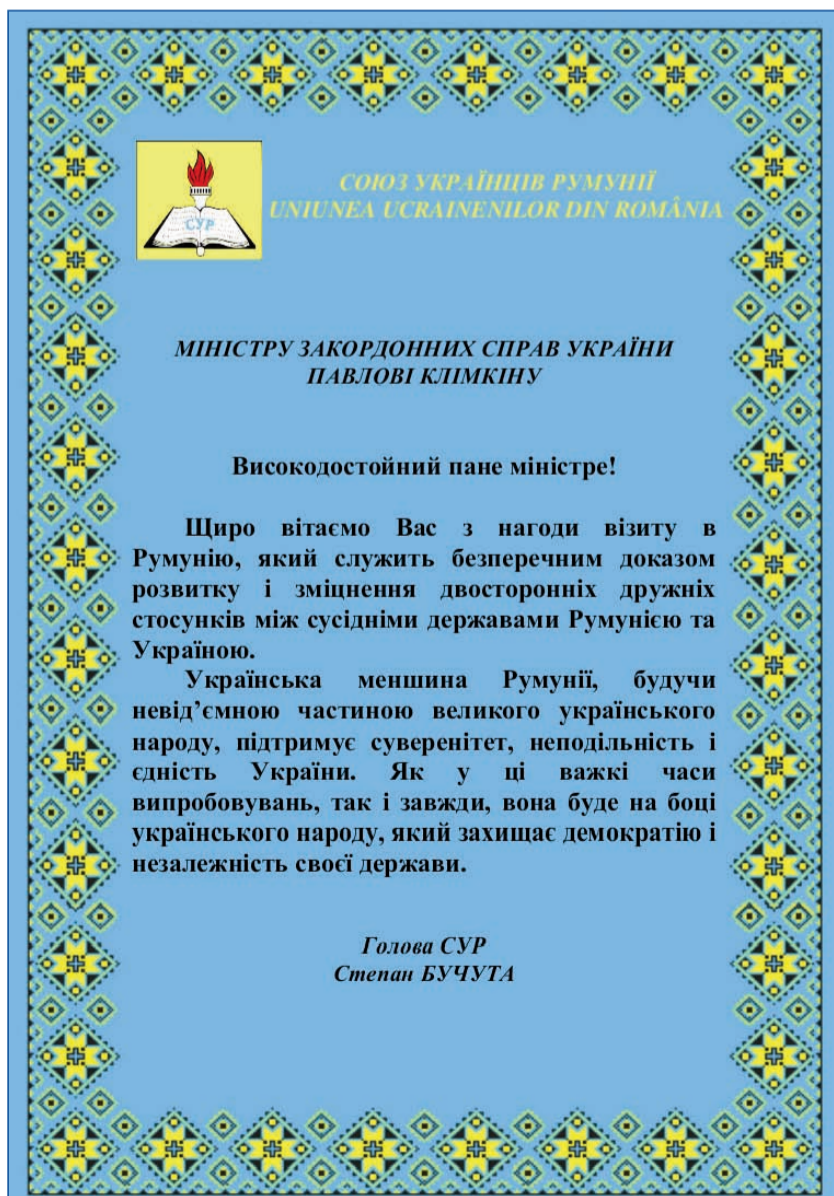 СОЮЗ УКРАЇНЦІВ РУМУНІЇ
UNIUNEA UCRAINENILOR DIN ROMÂNIA
СУР
МІНІСТРУ ЗАКОРДОННИХ СПРАВ УКРАЇНИ
ПАВЛОВІ КЛІМКІНУ
Високодостойний пане міністре!
Щиро вітаємо Вас з нагоди візиту в
Румунію, який служить безперечним доказом
розвитку і зміцнення двосторонніх дружніх
стосунків між сусідніми державами Румунією та
Україною.
Українська меншина Румунії, будучи
невід’ємною частиною великого українського
народу, підтримує суверенітет, неподільність і
єдність України. Як у ці важкі часи
випробовувань, так і завжди, вона буде на боці
українського народу, який захищає демократію і
незалежність своєї держави.
Голова СУР
Степан БУЧУТА